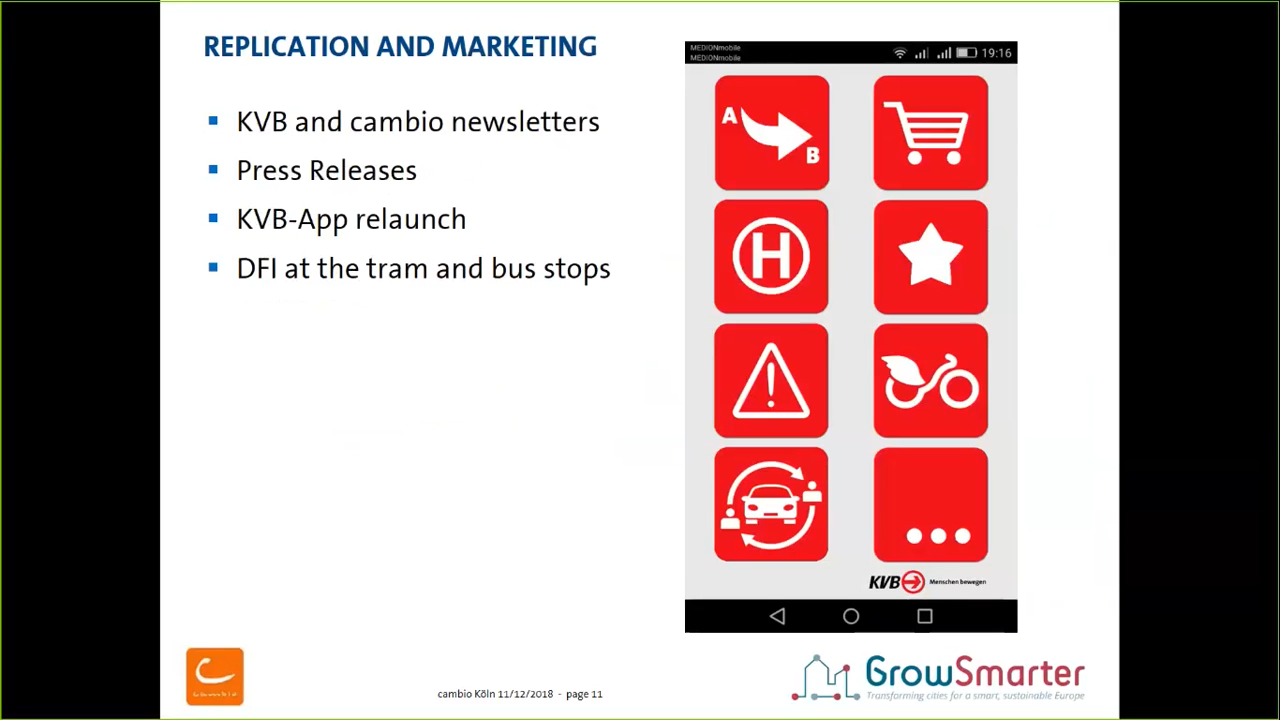 REPLICATION AND MARKETING
KVB and cambio newsletters
Press Releases
KVB-App relaunch
DFI at the tram and bus stops
MEDIONmobile
MEDIONmobile
19:16
A
B
H
KVB Menschen bewegen
cambio Köln 11/12/2018 - page 11
GrowSmarter
Transforming cities for a smart, sustainable Europe